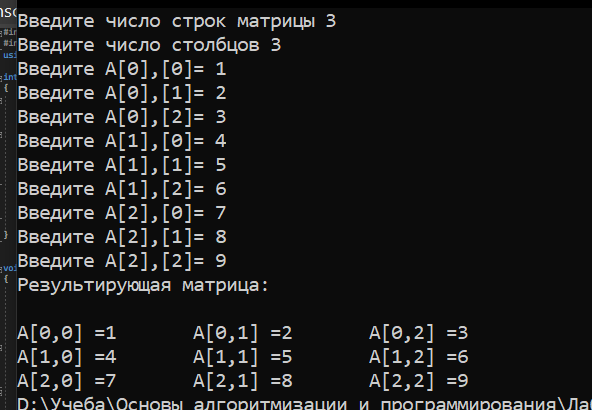 Введите число строк матрицы 3
Введите число столбцов 3
Введите A[0],[0]= 1
Введите A[0],[1]= 2
Введите A[0],[2]= 3
Введите A[1],[0]= 4
Введите A[1],[1]= 5
Введите A[1],[2]= 6
Введите A[2],[0]= 7
Введите A[2],[1]= 8
Введите A[2],[2]= 9
Результирующая матрица:
A[0,0] =1 A[0,1] =2 A[0,2] =3
A[1,0] =4 A[1,1] =5 A[1,2] =6
A[2,0] =7 A[2,1] =8 A[2,2] =9
D:\Учеба\Основы алгоритмизации и программирования\